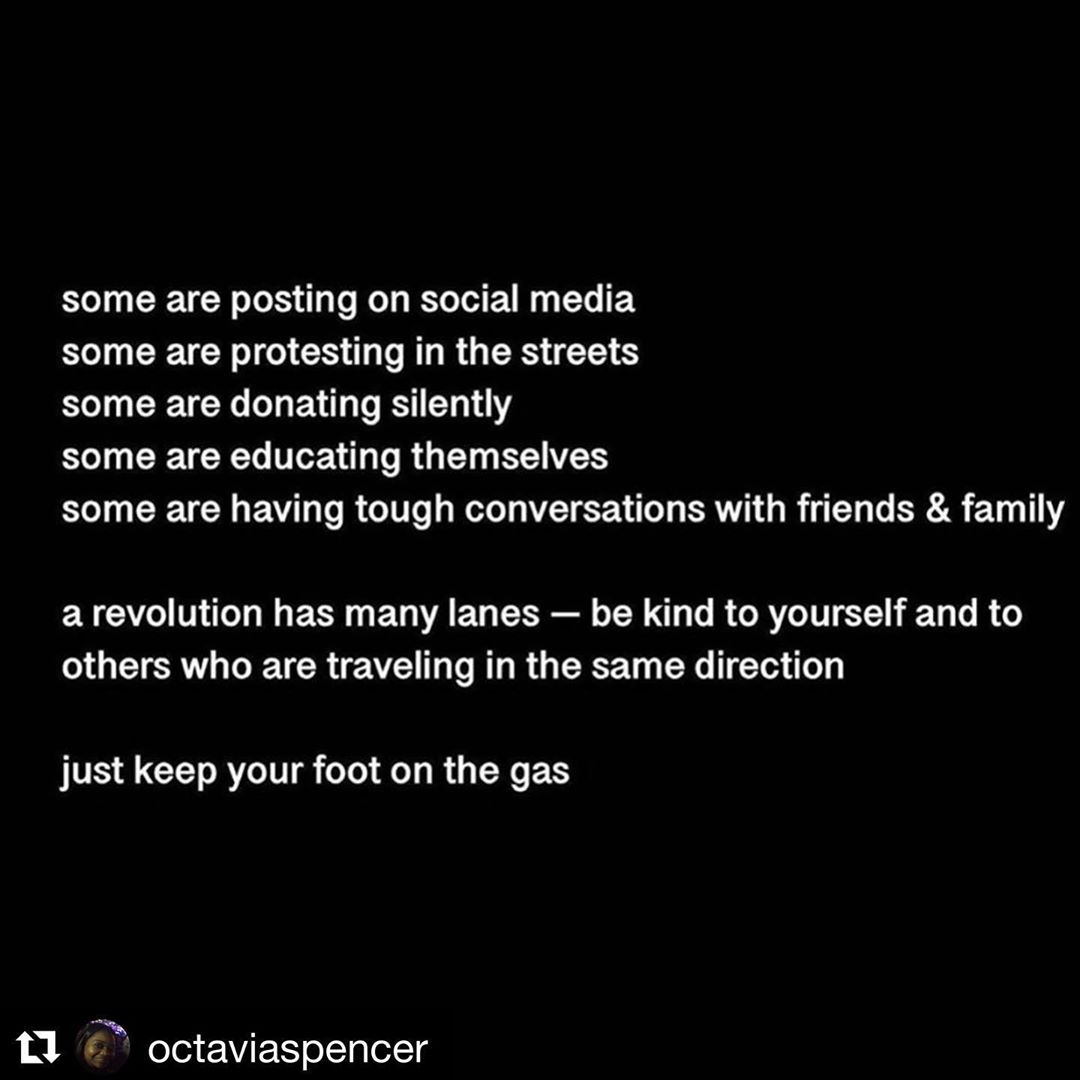 some are posting on social media
some are protesting in the streets
some are donating silently
some are educating themselves
some are having tough conversations with friends & family
a revolution has many lanes — be kind to yourself and to
others who are traveling in the same direction
just keep your foot on the gas
octaviaspencer